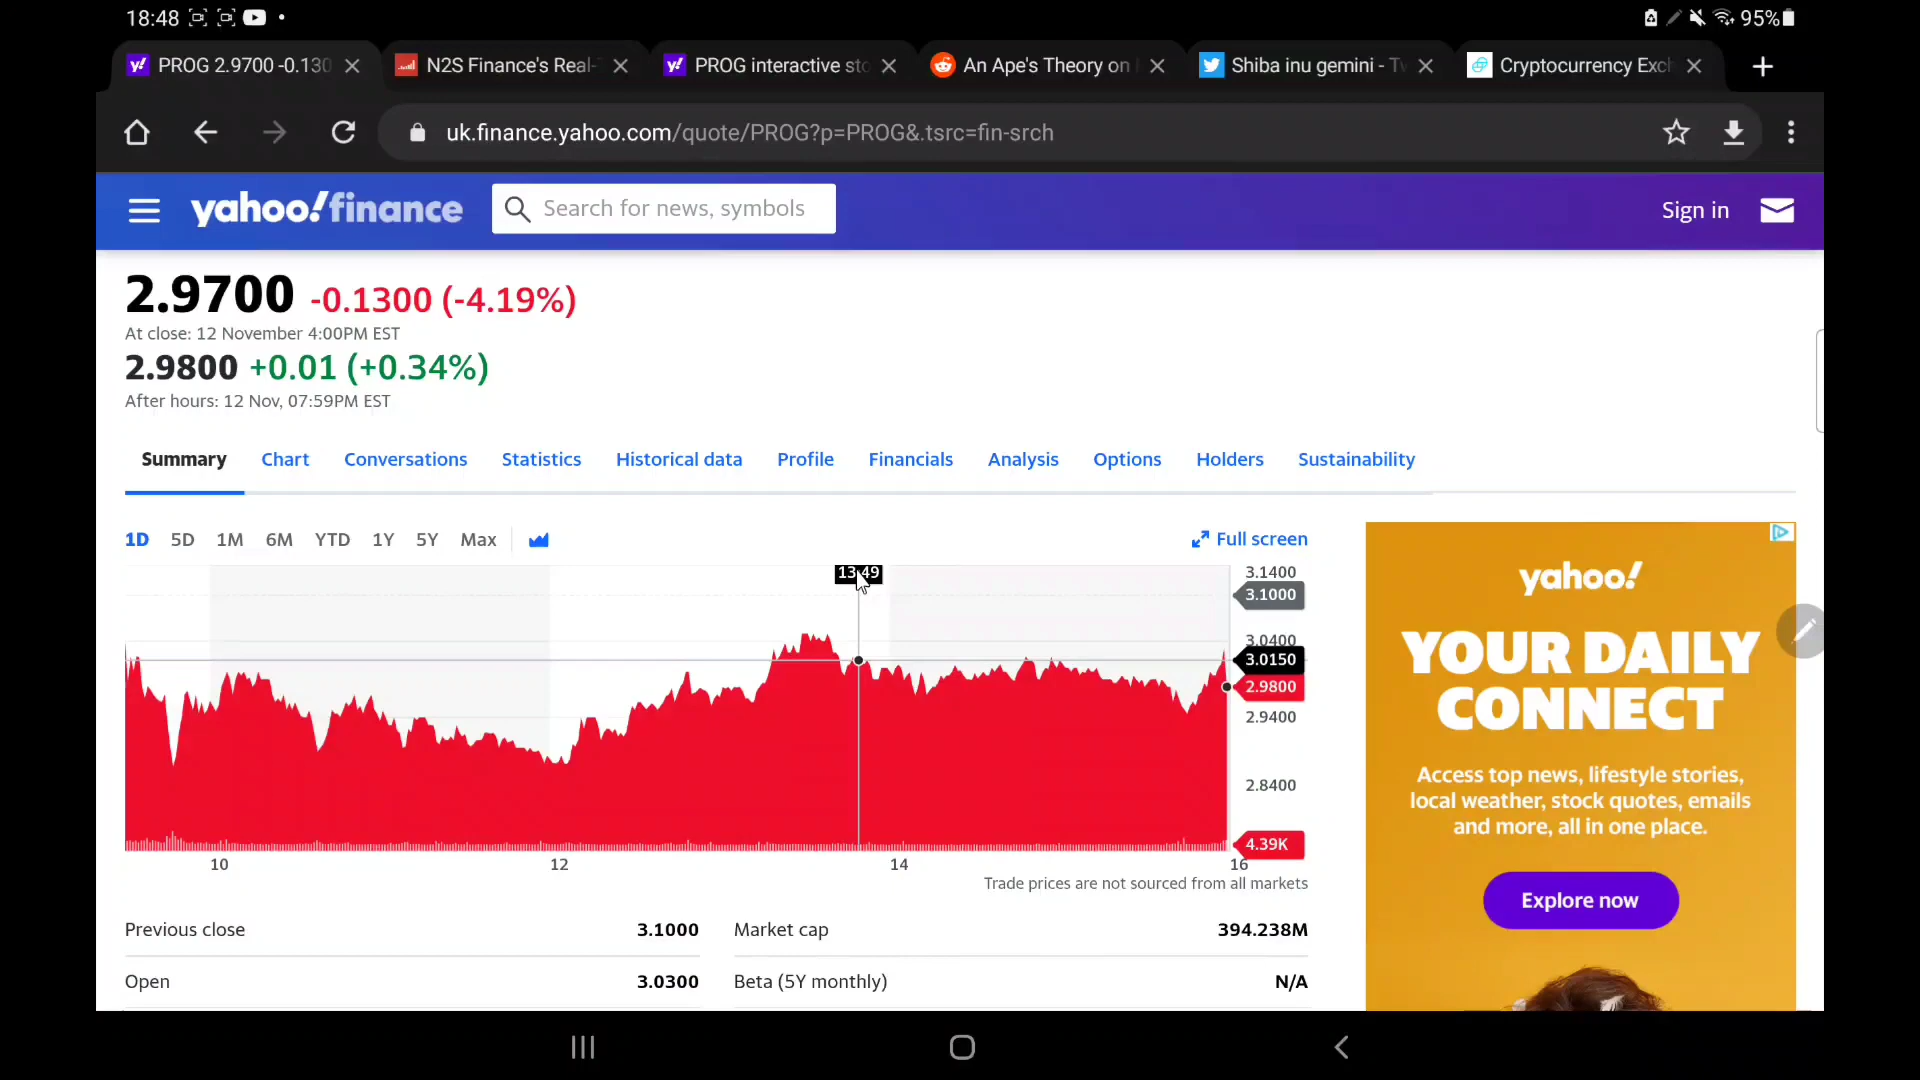 18:48
95%
PROG 2.9700 -0.130
N2S Finance's Real-
PROG interactive sto
An Ape's Theory on
Shiba inu gemini - Tw
Cryptocurrency Exch
uk.finance.yahoo.com/quote/PROG?p=PROG&.tsrc=fin-srch
yahoo!finance
Search for news, symbols
Sign in
2.9700 -0.1300 (-4.19%)
At close: 12 November 4:00PM EST
2.9800 +0.01 (+0.34%)
After hours: 12 Nov, 07:59PM EST
Summary Chart Conversations Statistics Historical data Profile Financials Analysis Options Holders Sustainability
1D 5D 1M 6M YTD 1Y 5Y Max
Full screen
13:49
3.1400
3.1000
3.0400
3.0150
2.9800
2.9400
2.8400
4.39K
10 12 14 16
Trade prices are not sourced from all markets
Previous close 3.1000
Market cap 394.238M
Open 3.0300
Beta (5Y monthly) N/A
yahoo!
YOUR DAILY
CONNECT
Access top news, lifestyle stories,
local weather, stock quotes, emails
and more, all in one place.
Explore now